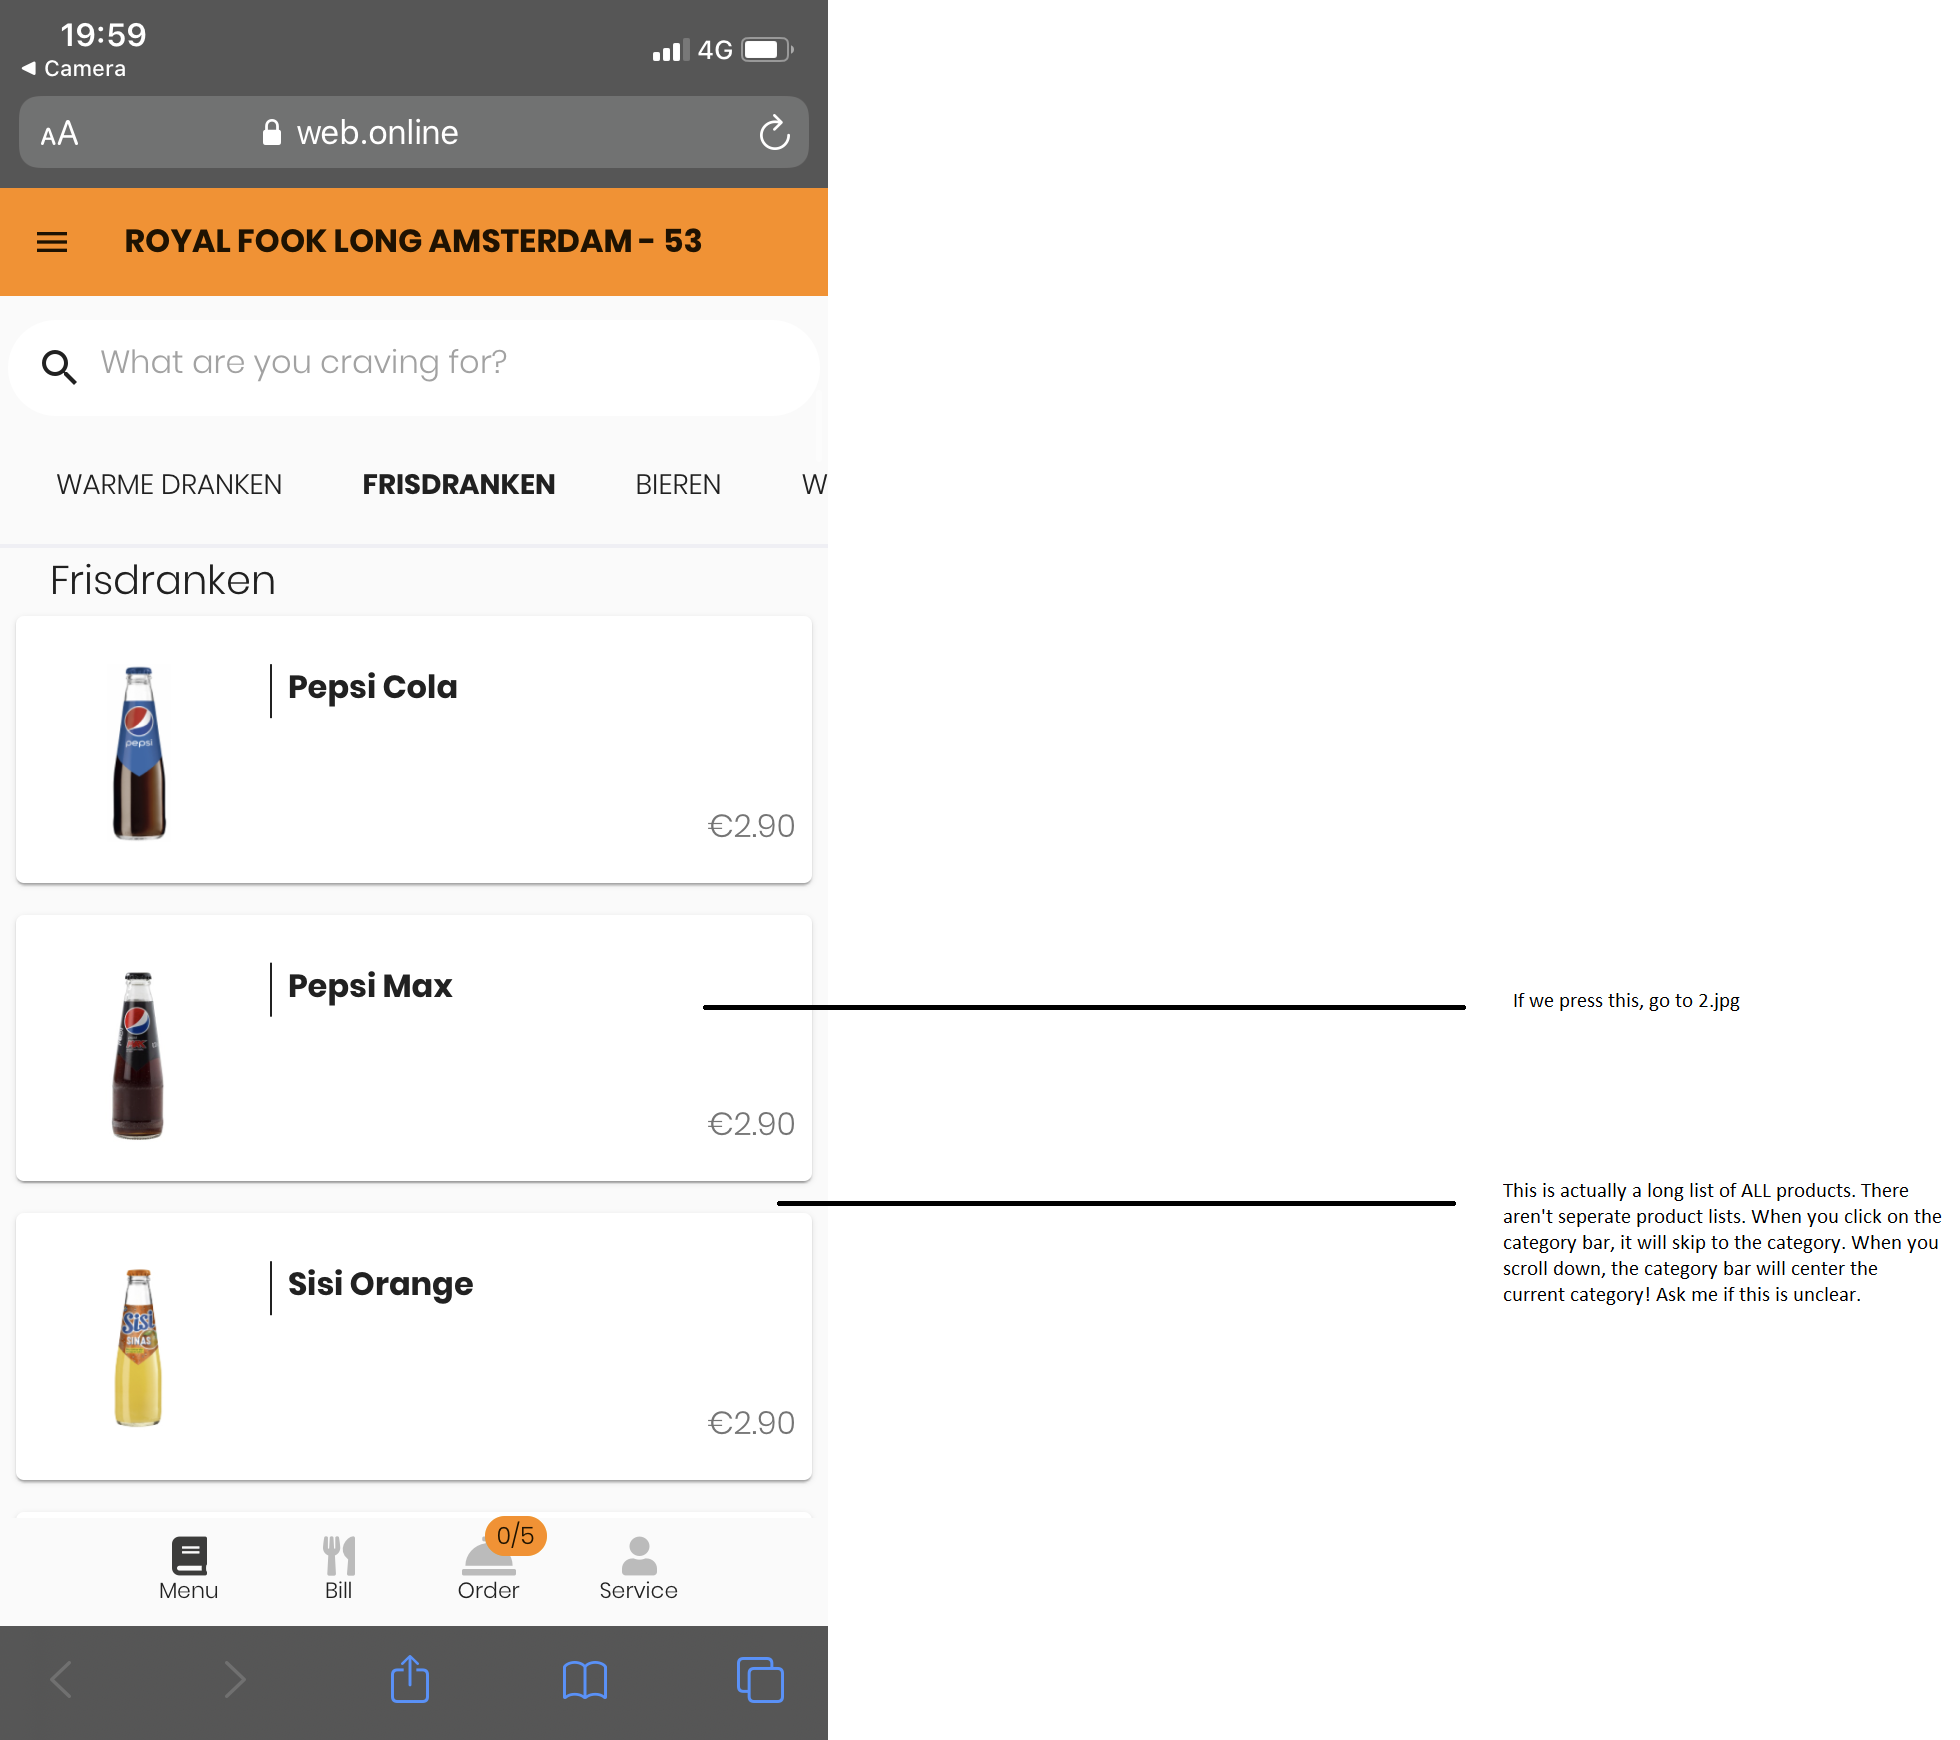 19:59
Camera
4G
AA
web.online
ROYAL FOOK LONG AMSTERDAM - 53
What are you craving for?
WARME DRANKEN FRISDRANKEN BIEREN W
Frisdranken
Pepsi Cola
pepsi
€2.90
Pepsi Max
€2.90
If we press this, go to 2.jpg
This is actually a long list of ALL products. There
aren't seperate product lists. When you click on the
category bar, it will skip to the category. When you
scroll down, the category bar will center the
current category! Ask me if this is unclear.
Sisi Orange
Sisi
SINAS
€2.90
0/5
Menu Bill Order Service